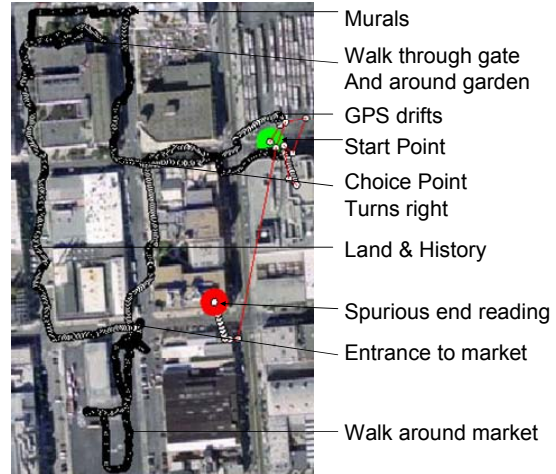 Murals
Walk through gate
And around garden
GPS drifts
Start Point
Choice Point
Turns right
Land & History
Spurious end reading
Entrance to market
Walk around market